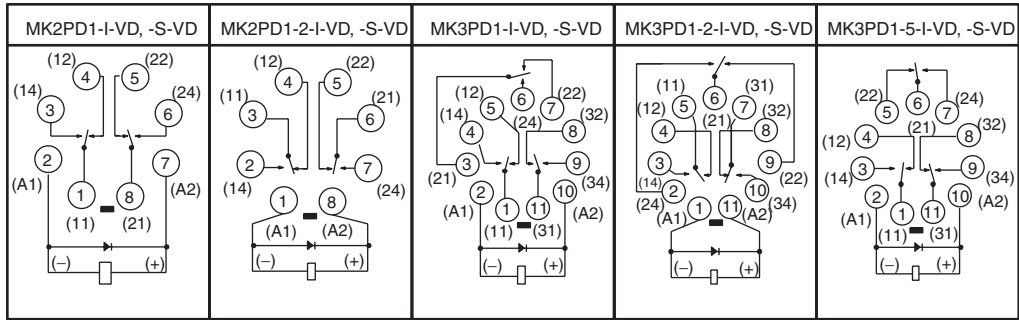 MK2PD1-I-VD, -S-VD
MK2PD1-2-I-VD, -S-VD
MK3PD1-I-VD, -S-VD
MK3PD1-2-I-VD, -S-VD
MK3PD1-5-I-VD, -S-VD
(12) (22)
4 5
(14) (24)
3 6
2 7
(A1) 1 8 (A2)
(11) (21)
(–) (+)
(12) (22)
4 5
(11) (21)
3 6
2 7
(14) (24)
1 8
(A1) (A2)
(–) (+)
6
(12) 5 7 (22)
(14) (24) (32)
4 8
3 9
(21) (34)
2 10
(A1) 1 11 (A2)
(11) (31)
(–) (+)
(11) 6 (31)
5 7
(12) (21) (32)
4 8
3 9
(14) (22)
2 10
(24) 1 11 (34)
(A1) (A2)
(–) (+)
6
(22) 5 7 (24)
4 (21) 8 (32)
(12)
3 9
(14) (34)
2 10
(A1) 1 11 (A2)
(11) (31)
(–) (+)